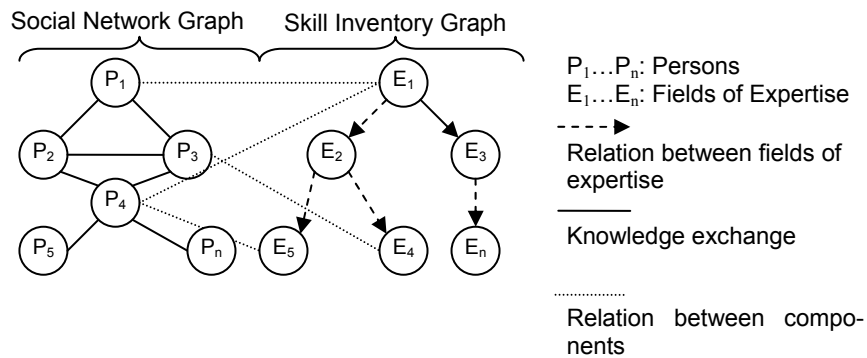 Social Network Graph Skill Inventory Graph
P₁ E₁
P₂ P₃ E₂ E₃
P₄
P₅ Pₙ E₅ E₄ Eₙ
P₁…Pₙ: Persons
E₁…Eₙ: Fields of Expertise
Relation between fields of
expertise
Knowledge exchange
Relation between compo-
nents